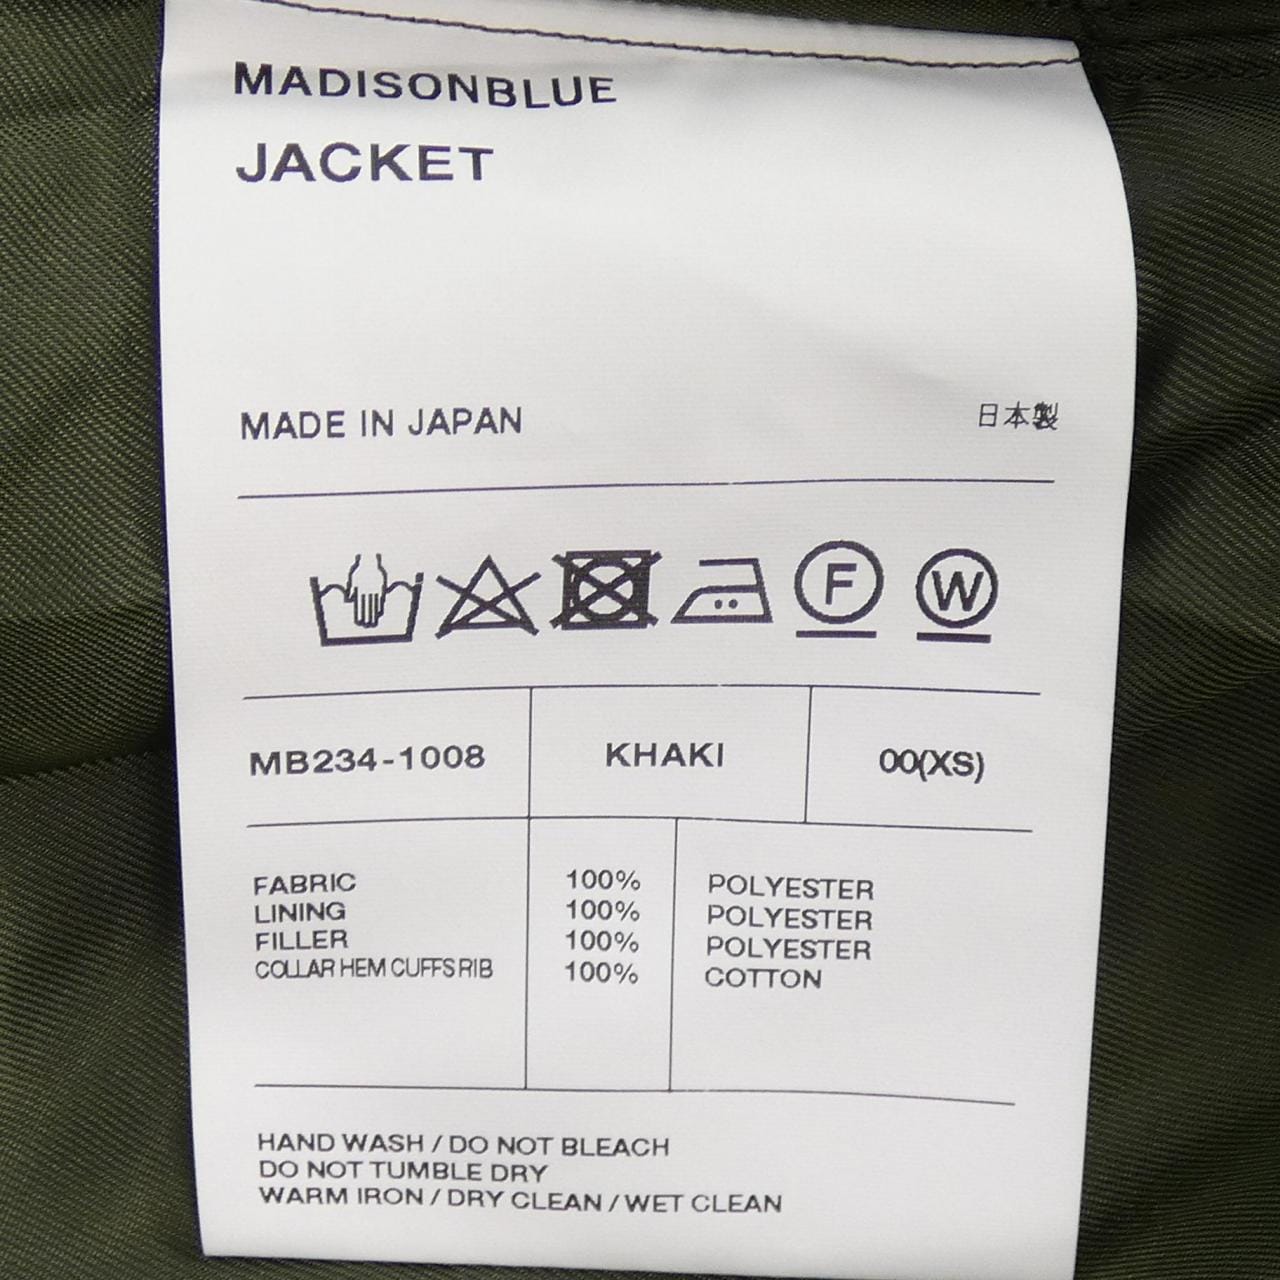 MADISONBLUE
JACKET
MADE IN JAPAN 日本製
F W
MB234-1008 KHAKI 00(XS)
FABRIC 100% POLYESTER
LINING 100% POLYESTER
FILLER 100% POLYESTER
COLLAR HEM CUFFS RIB 100% COTTON
HAND WASH / DO NOT BLEACH
DO NOT TUMBLE DRY
WARM IRON / DRY CLEAN / WET CLEAN